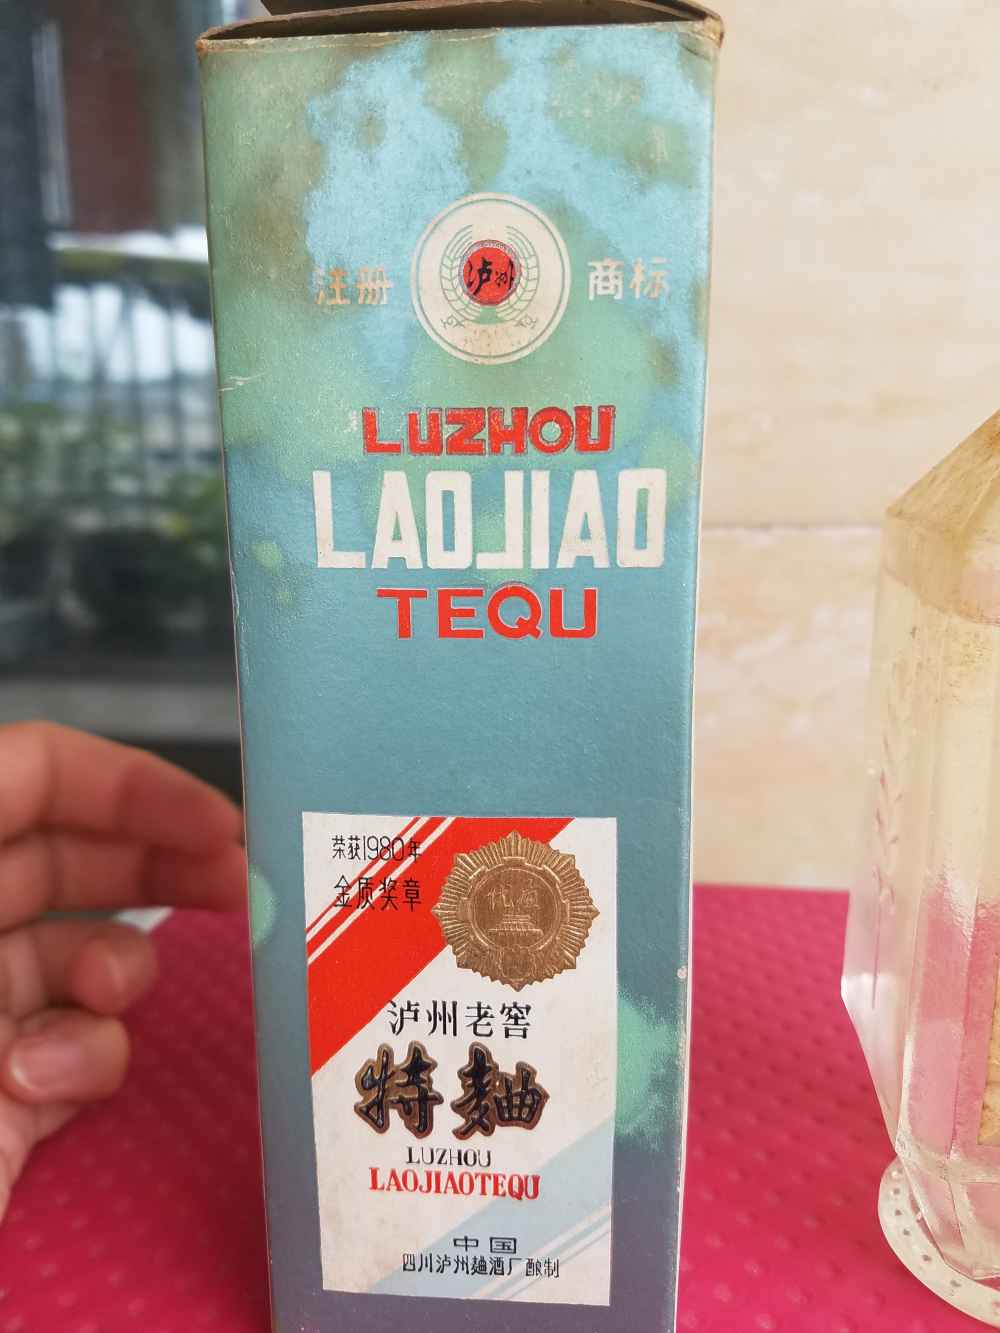 注册 泸州 商标
LUZHOU
LAOJIAO
TEQU
荣获1980年
金质奖章
泸州老窖
特麯
LUZHOU
LAOJIAOTEQU
中国
四川泸州麯酒厂酿制